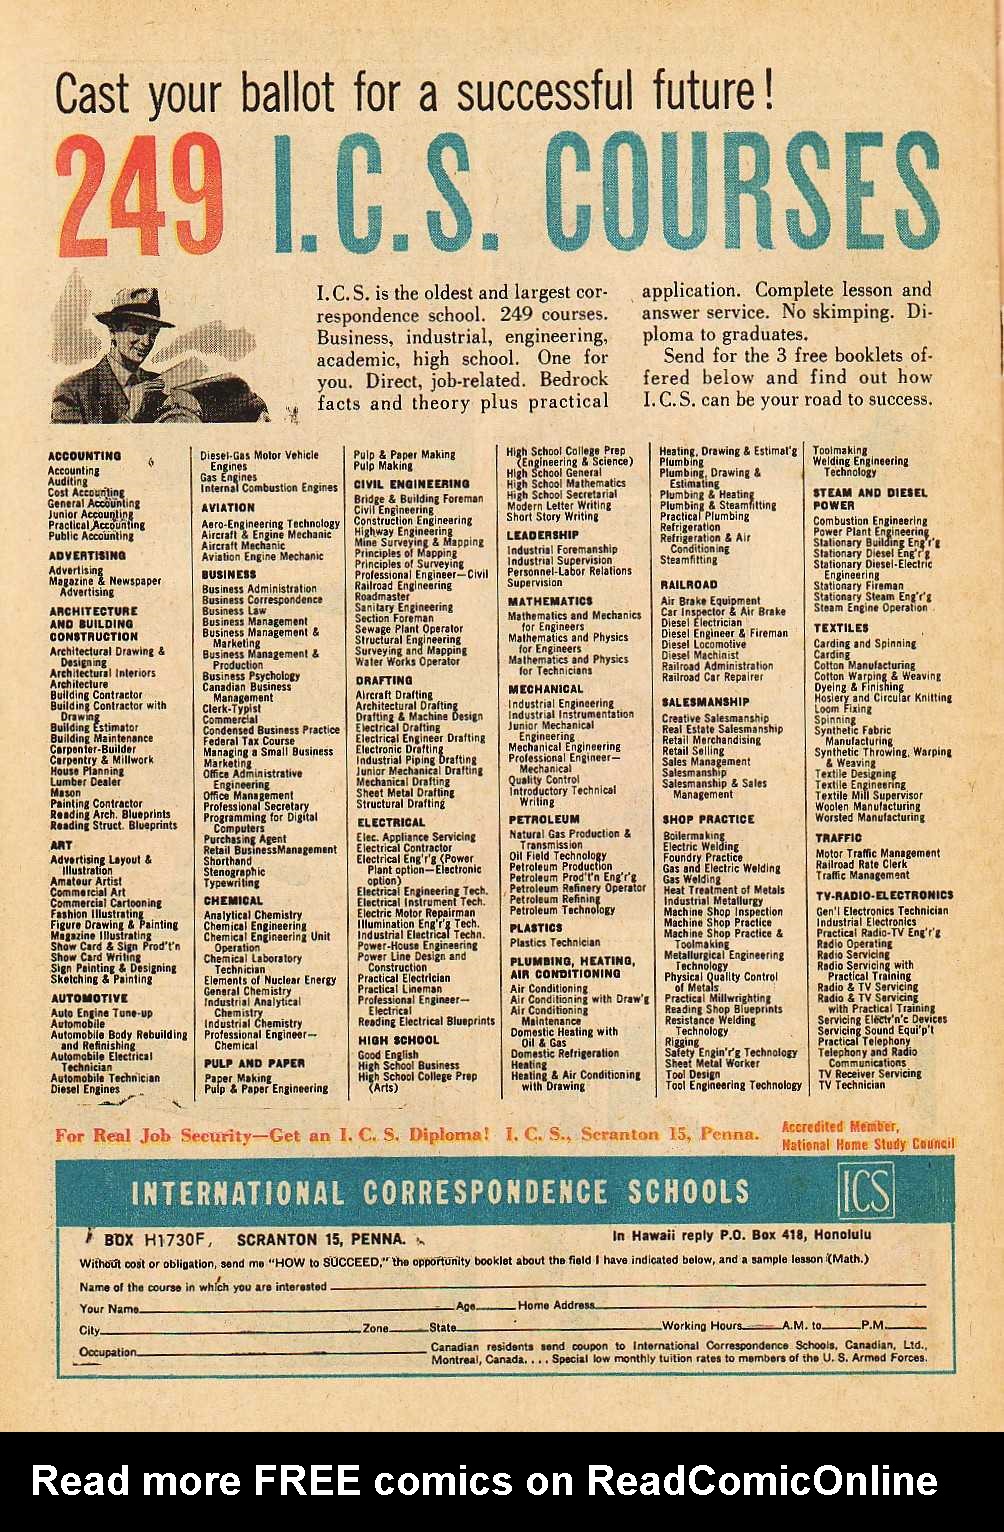 Cast your ballot for a successful future!
249 I.C.S. COURSES
I.C.S. is the oldest and largest cor-
respondence school. 249 courses.
Business, industrial, engineering,
academic, high school. One for
you. Direct, job-related. Bedrock
facts and theory plus practical
application. Complete lesson and
answer service. No skimping. Di-
ploma to graduates.
Send for the 3 free booklets of-
fered below and find out how
I.C.S. can be your road to success.
ACCOUNTING
Accounting
Auditing
Cost Accounting
General Accounting
Junior Accounting
Practical Accounting
Public Accounting
ADVERTISING
Advertising
Magazine & Newspaper
Advertising
ARCHITECTURE
AND BUILDING
CONSTRUCTION
Architectural Drawing &
Designing
Architectural Interiors
Architecture
Building Contractor
Building Contractor with
Drawing
Building Estimator
Building Maintenance
Carpenter-Builder
Carpentry & Millwork
House Planning
Lumber Dealer
Mason
Painting Contractor
Reading Arch. Blueprints
Reading Struct. Blueprints
ART
Advertising Layout &
Illustration
Amateur Artist
Commercial Art
Commercial Cartooning
Fashion Illustrating
Figure Drawing & Painting
Magazine Illustrating
Show Card & Sign Prod't'n
Show Card Writing
Sign Painting & Designing
Sketching & Painting
AUTOMOTIVE
Auto Engine Tune-up
Automobile
Automobile Body Rebuilding
and Refinishing
Automobile Electrical
Technician
Automobile Technician
Diesel Engines
Diesel-Gas Motor Vehicle
Engines
Gas Engines
Internal Combustion Engines
AVIATION
Aero-Engineering Technology
Aircraft & Engine Mechanic
Aircraft Mechanic
Aviation Engine Mechanic
BUSINESS
Business Administration
Business Correspondence
Business Law
Business Management
Business Management &
Marketing
Business Management &
Production
Business Psychology
Canadian Business
Management
Clerk-Typist
Commercial
Condensed Business Practice
Federal Tax Course
Managing a Small Business
Marketing
Office Administrative
Engineering
Office Management
Professional Secretary
Programming for Digital
Computers
Purchasing Agent
Retail BusinessManagement
Shorthand
Stenographic
Typewriting
CHEMICAL
Analytical Chemistry
Chemical Engineering
Chemical Engineering Unit
Operation
Chemical Laboratory
Technician
Elements of Nuclear Energy
General Chemistry
Industrial Analytical
Chemistry
Industrial Chemistry
Professional Engineer—
Chemical
PULP AND PAPER
Paper Making
Pulp & Paper Engineering
Pulp & Paper Making
Pulp Making
CIVIL ENGINEERING
Bridge & Building Foreman
Civil Engineering
Construction Engineering
Highway Engineering
Mine Surveying & Mapping
Principles of Mapping
Principles of Surveying
Professional Engineer—Civil
Railroad Engineering
Roadmaster
Sanitary Engineering
Section Foreman
Sewage Plant Operator
Structural Engineering
Surveying and Mapping
Water Works Operator
DRAFTING
Aircraft Drafting
Architectural Drafting
Drafting & Machine Design
Electrical Drafting
Electrical Engineer Drafting
Electronic Drafting
Industrial Piping Drafting
Junior Mechanical Drafting
Mechanical Drafting
Sheet Metal Drafting
Structural Drafting
ELECTRICAL
Elec. Appliance Servicing
Electrical Contractor
Electrical Eng'r'g (Power
Plant option—Electronic
option)
Electrical Engineering Tech.
Electrical Instrument Tech.
Electric Motor Repairman
Illumination Eng'r'g Tech.
Industrial Electrical Techn.
Power-House Engineering
Power Line Design and
Construction
Practical Electrician
Practical Lineman
Professional Engineer—
Electrical
Reading Electrical Blueprints
HIGH SCHOOL
Good English
High School Business
High School College Prep
(Arts)
High School College Prep
(Engineering & Science)
High School General
High School Mathematics
High School Secretarial
Modern Letter Writing
Short Story Writing
LEADERSHIP
Industrial Foremanship
Industrial Supervision
Personnel-Labor Relations
Supervision
MATHEMATICS
Mathematics and Mechanics
for Engineers
Mathematics and Physics
for Engineers
Mathematics and Physics
for Technicians
MECHANICAL
Industrial Engineering
Industrial Instrumentation
Junior Mechanical
Engineering
Mechanical Engineering
Professional Engineer—
Mechanical
Quality Control
Introductory Technical
Writing
PETROLEUM
Natural Gas Production &
Transmission
Oil Field Technology
Petroleum Production
Petroleum Prod't'n Eng'r'g
Petroleum Refinery Operator
Petroleum Refining
Petroleum Technology
PLASTICS
Plastics Technician
PLUMBING, HEATING,
AIR CONDITIONING
Air Conditioning
Air Conditioning with Draw'g
Air Conditioning
Maintenance
Domestic Heating with
Oil & Gas
Domestic Refrigeration
Heating
Heating & Air Conditioning
with Drawing
Heating, Drawing & Estimat'g
Plumbing
Plumbing, Drawing &
Estimating
Plumbing & Heating
Plumbing & Steamfitting
Practical Plumbing
Refrigeration
Refrigeration & Air
Conditioning
Steamfitting
RAILROAD
Air Brake Equipment
Car Inspector & Air Brake
Diesel Electrician
Diesel Engineer & Fireman
Diesel Locomotive
Diesel Machinist
Railroad Administration
Railroad Car Repairer
SALESMANSHIP
Creative Salesmanship
Real Estate Salesmanship
Retail Merchandising
Retail Selling
Sales Management
Salesmanship
Salesmanship & Sales
Management
SHOP PRACTICE
Boilermaking
Electric Welding
Foundry Practice
Gas and Electric Welding
Gas Welding
Heat Treatment of Metals
Industrial Metallurgy
Machine Shop Inspection
Machine Shop Practice
Machine Shop Practice &
Toolmaking
Metallurgical Engineering
Technology
Physical Quality Control
of Metals
Practical Millwrighting
Reading Shop Blueprints
Resistance Welding
Technology
Rigging
Safety Engin'r'g Technology
Sheet Metal Worker
Tool Design
Tool Engineering Technology
Toolmaking
Welding Engineering
Technology
STEAM AND DIESEL
POWER
Combustion Engineering
Power Plant Engineering
Stationary Building Eng'r'g
Stationary Diesel Eng'r'g
Stationary Diesel-Electric
Engineering
Stationary Fireman
Stationary Steam Eng'r'g
Steam Engine Operation
TEXTILES
Carding and Spinning
Carding
Cotton Manufacturing
Cotton Warping & Weaving
Dyeing & Finishing
Hosiery and Circular Knitting
Loom Fixing
Spinning
Synthetic Fabric
Manufacturing
Synthetic Throwing, Warping
& Weaving
Textile Designing
Textile Engineering
Textile Mill Supervisor
Woolen Manufacturing
Worsted Manufacturing
TRAFFIC
Motor Traffic Management
Railroad Rate Clerk
Traffic Management
TV-RADIO-ELECTRONICS
Gen'l Electronics Technician
Industrial Electronics
Practical Radio-TV Eng'r'g
Radio Operating
Radio Servicing
Radio Servicing with
Practical Training
Radio & TV Servicing
Radio & TV Servicing
with Practical Training
Servicing Electr'n'c Devices
Servicing Sound Equi'p't
Practical Telephony
Telephony and Radio
Communications
TV Receiver Servicing
TV Technician
For Real Job Security—Get an I. C. S. Diploma! I. C. S., Scranton 15, Penna.
Accredited Member,
National Home Study Council
INTERNATIONAL CORRESPONDENCE SCHOOLS ICS
BOX H1730F, SCRANTON 15, PENNA. In Hawaii reply P.O. Box 418, Honolulu
Without cost or obligation, send me "HOW to SUCCEED," the opportunity booklet about the field I have indicated below, and a sample lesson (Math.)
Name of the course in which you are interested
Your Name Age Home Address
City Zone State Working Hours A.M. to P.M.
Occupation
Canadian residents send coupon to International Correspondence Schools, Canadian, Ltd.,
Montreal, Canada. . . . Special low monthly tuition rates to members of the U. S. Armed Forces.
Read more FREE comics on ReadComicOnline